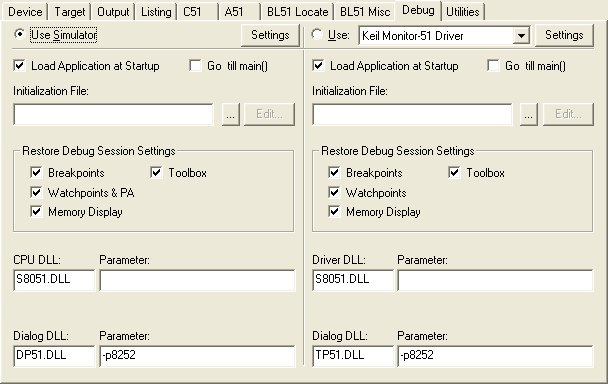 Device Target Output Listing C51 A51 BL51 Locate BL51 Misc Debug Utilities
Use Simulator Settings
Load Application at Startup Go till main()
Initialization File:
... Edit...
Restore Debug Session Settings
Breakpoints Toolbox
Watchpoints & PA
Memory Display
CPU DLL: Parameter:
S8051.DLL
Dialog DLL: Parameter:
DP51.DLL -p8252
Use: Keil Monitor-51 Driver Settings
Load Application at Startup Go till main()
Initialization File:
... Edit...
Restore Debug Session Settings
Breakpoints Toolbox
Watchpoints
Memory Display
Driver DLL: Parameter:
S8051.DLL
Dialog DLL: Parameter:
TP51.DLL -p8252